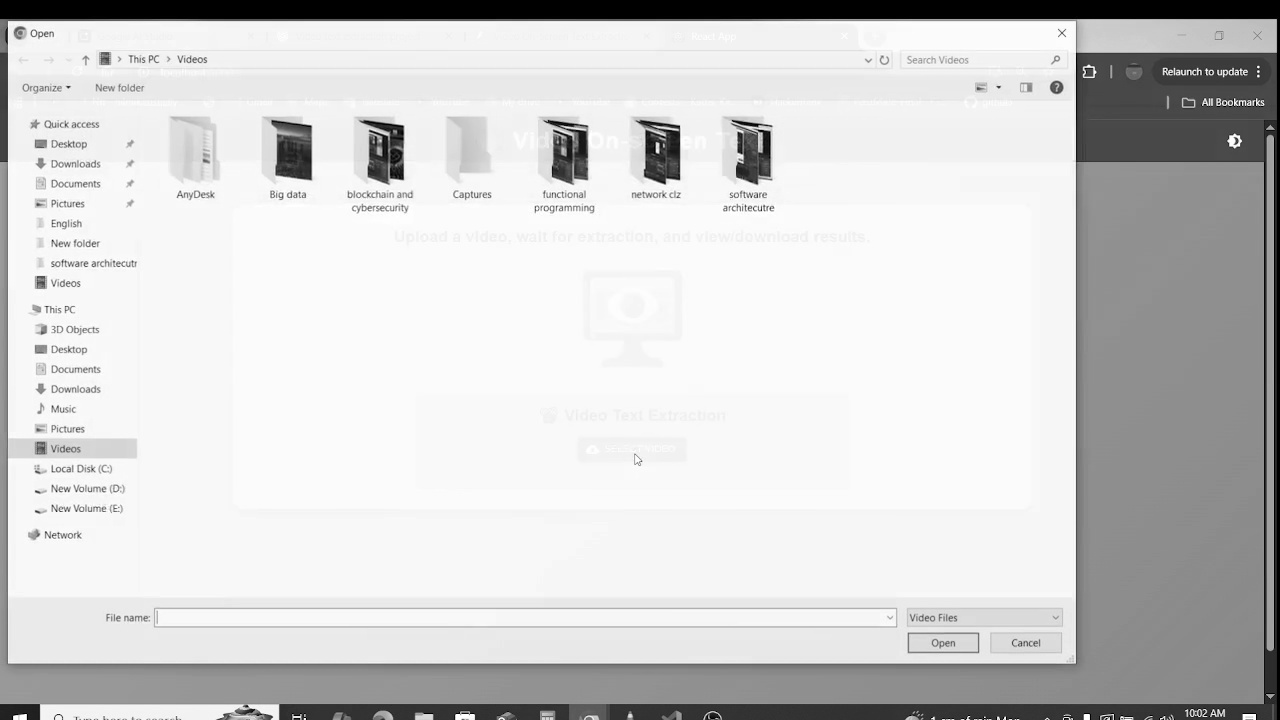 Open
React App
This PC > Videos
Search Videos
Relaunch to update
Organize
New folder
All Bookmarks
Quick access
Desktop
Downloads
Documents
Pictures
English
New folder
software architecutr
Videos
This PC
3D Objects
Desktop
Documents
Downloads
Music
Pictures
Videos
Local Disk (C:)
New Volume (D:)
New Volume (E:)
Network
AnyDesk
Big data
blockchain and
cybersecurity
Captures
functional
programming
network clz
software
architecutre
Upload a video, wait for extraction, and view/download results.
Video Text Extraction
File name:
Video Files
Open
Cancel
Type here to search
10:02 AM